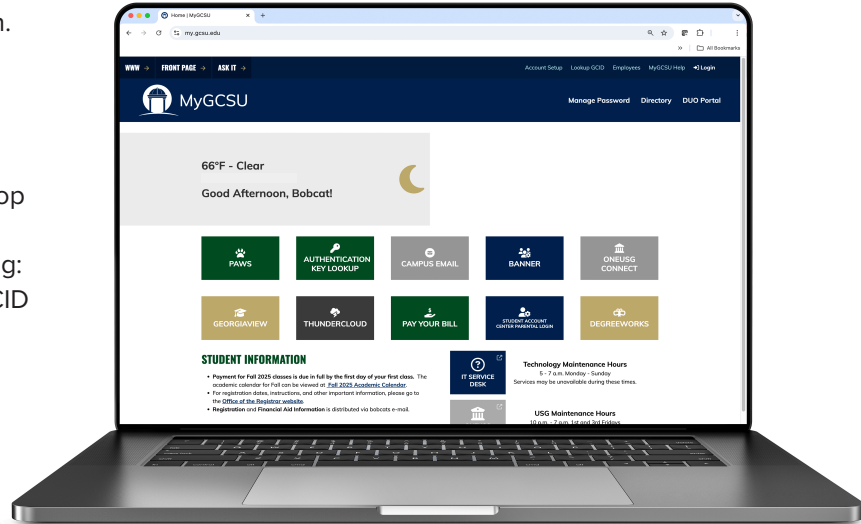 n.
op
g:
CID
Home | MyGCSU
my.gcsu.edu
All Bookmarks
WWW → FRONT PAGE → ASK IT →
Account Setup Lookup GCID Employees MyGCSU Help Login
MyGCSU
Manage Password Directory DUO Portal
66°F - Clear
Good Afternoon, Bobcat!
PAWS
AUTHENTICATION
KEY LOOKUP
CAMPUS EMAIL
BANNER
ONEUSG
CONNECT
GEORGIAVIEW
THUNDERCLOUD
PAY YOUR BILL
STUDENT ACCOUNT
CENTER PARENTAL LOGIN
DEGREEWORKS
STUDENT INFORMATION
• Payment for Fall 2025 classes is due in full by the first day of your first class. The
academic calendar for Fall can be viewed at Fall 2025 Academic Calendar.
• For registration dates, instructions, and other important information, please go to
the Office of the Registrar website.
• Registration and Financial Aid Information is distributed via bobcats e-mail.
IT SERVICE
DESK
Technology Maintenance Hours
5 - 7 a.m. Monday - Sunday
Services may be unavailable during these times.
USG Maintenance Hours
10 p.m. - 7 a.m. 1st and 3rd Fridays